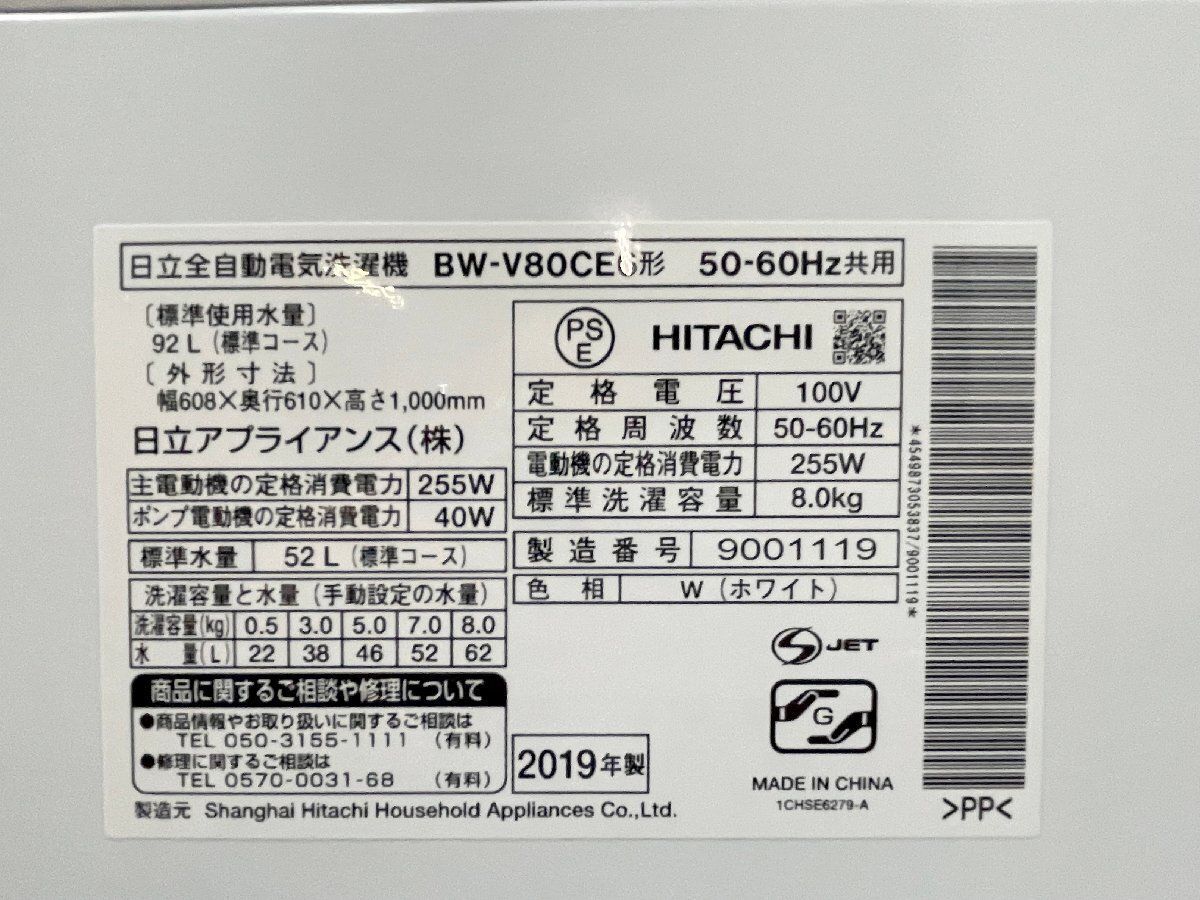 日立全自動電気洗濯機 BW-V80CE6形 50-60Hz共用
〔標準使用水量〕
92 L (標準コース)
〔外形寸法〕
幅608×奥行610×高さ1,000mm
日立アプライアンス(株)
主電動機の定格消費電力 255W
ポンプ電動機の定格消費電力 40W
標準水量 52 L (標準コース)
洗濯容量と水量 (手動設定の水量)
洗濯容量(kg) 0.5 3.0 5.0 7.0 8.0
水量(L) 22 38 46 52 62
商品に関するご相談や修理について
●商品情報やお取り扱いに関するご相談は
TEL 050-3155-1111 (有料)
●修理に関するご相談は
TEL 0570-0031-68 (有料)
製造元 Shanghai Hitachi Household Appliances Co.,Ltd.
PS
E
HITACHI
定格電圧 100V
定格周波数 50-60Hz
電動機の定格消費電力 255W
標準洗濯容量 8.0kg
製造番号 9001119
色相 W (ホワイト)
S JET
G
2019年製
MADE IN CHINA
1CHSE6279-A
*4549873053837/9001119*
>PP<